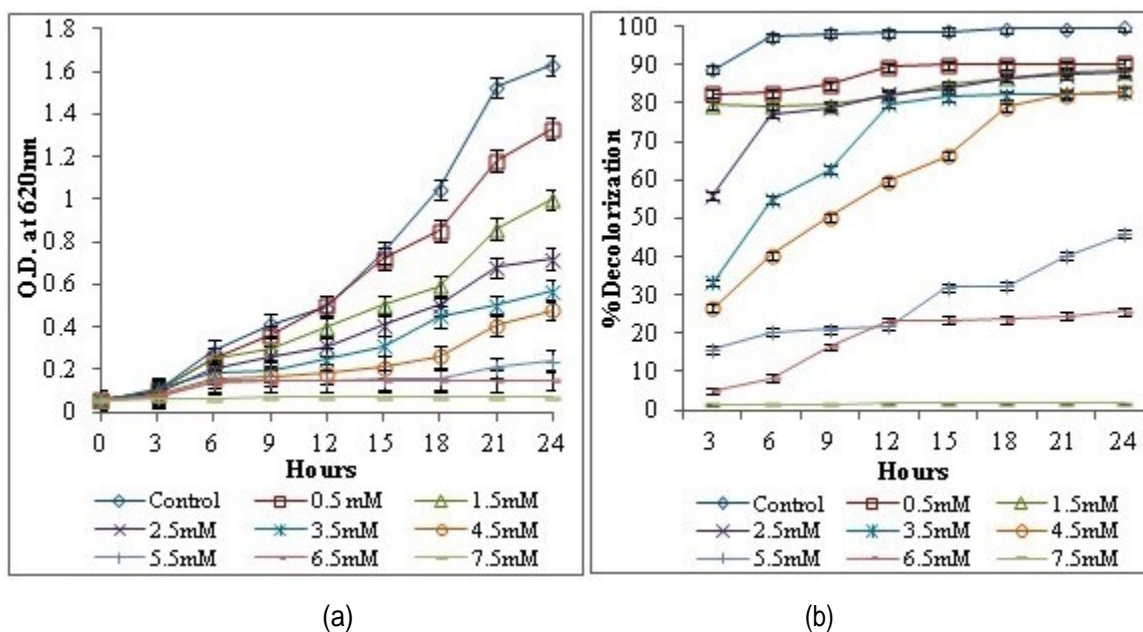 1.8
1.6
1.4
1.2
1
0.8
0.6
0.4
0.2
0
O.D. at 620nm
0 3 6 9 12 15 18 21 24
Hours
Control 0.5 mM 1.5mM
2.5mM 3.5mM 4.5mM
5.5mM 6.5mM 7.5mM
(a)
100
90
80
70
60
50
40
30
20
10
0
%Decolorization
3 6 9 12 15 18 21 24
Hours
Control 0.5 mM 1.5mM
2.5mM 3.5mM 4.5mM
5.5mM 6.5mM 7.5mM
(b)